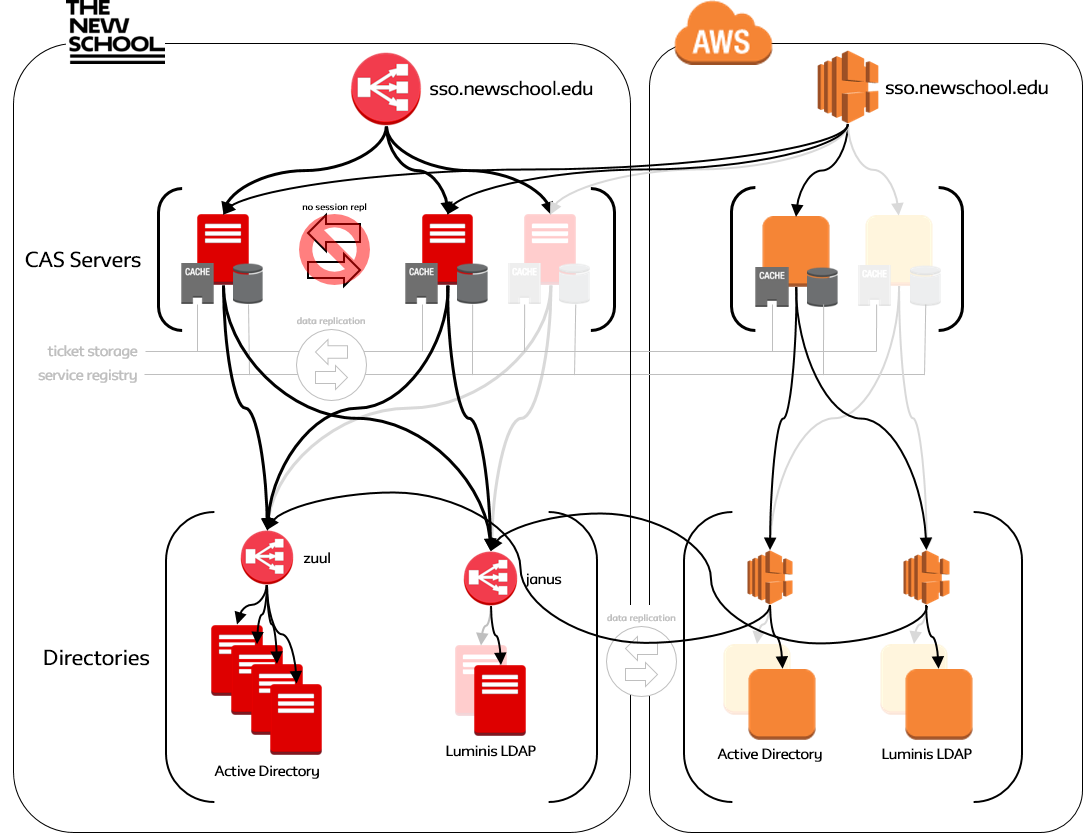 THE
NEW
SCHOOL
AWS
sso.newschool.edu
sso.newschool.edu
no session repl
CAS Servers
CACHE
CACHE
CACHE
CACHE
CACHE
data replication
ticket storage
service registry
zuul
janus
data replication
Directories
Active Directory
Luminis LDAP
Active Directory
Luminis LDAP